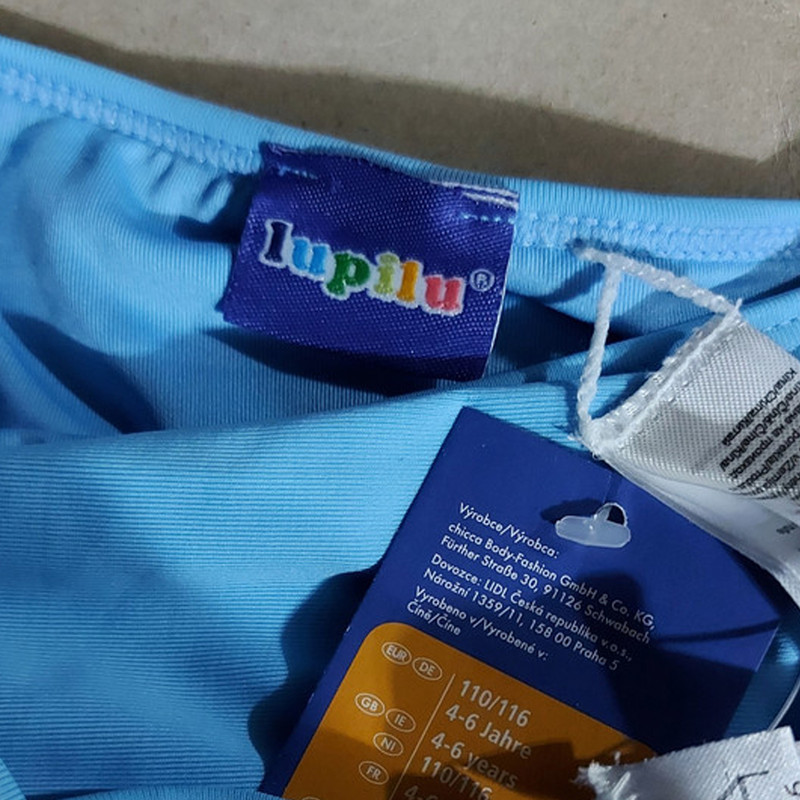 lupilu®
Výrobce/Výrobca:
chicca Body-Fashion GmbH & Co. KG,
Fürther Straße 30, 91126 Schwabach
Dovozce: LIDL Česká republika v.o.s.,
Nárožní 1359/11, 158 00 Praha 5
Vyrobeno v/Vyrobené v:
Číně/Číne
EUR DE 110/116
4-6 Jahre
GB IE
NI 4-6 years
FR 110/116